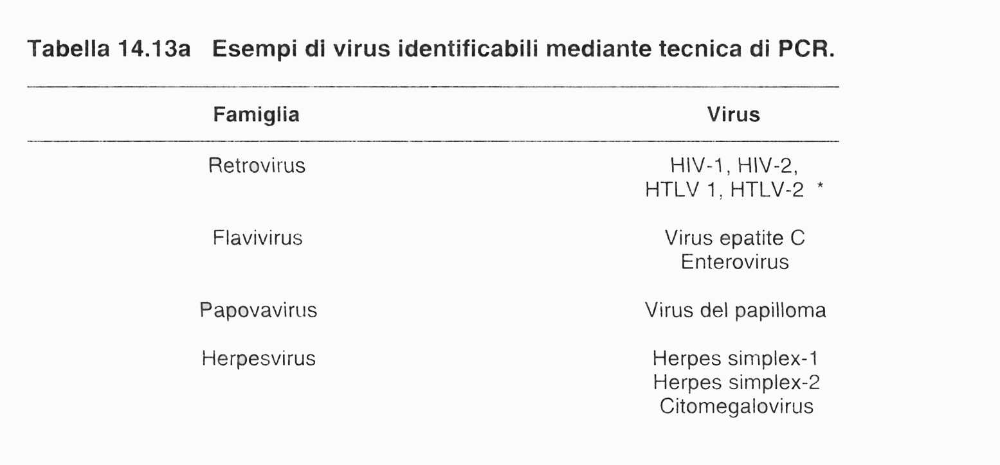 Tabella 14.13a Esempi di virus identificabili mediante tecnica di PCR.
Famiglia Virus
Retrovirus HIV-1, HIV-2,
HTLV 1, HTLV-2 *
Flavivirus Virus epatite C
Enterovirus
Papovavirus Virus del papilloma
Herpesvirus Herpes simplex-1
Herpes simplex-2
Citomegalovirus